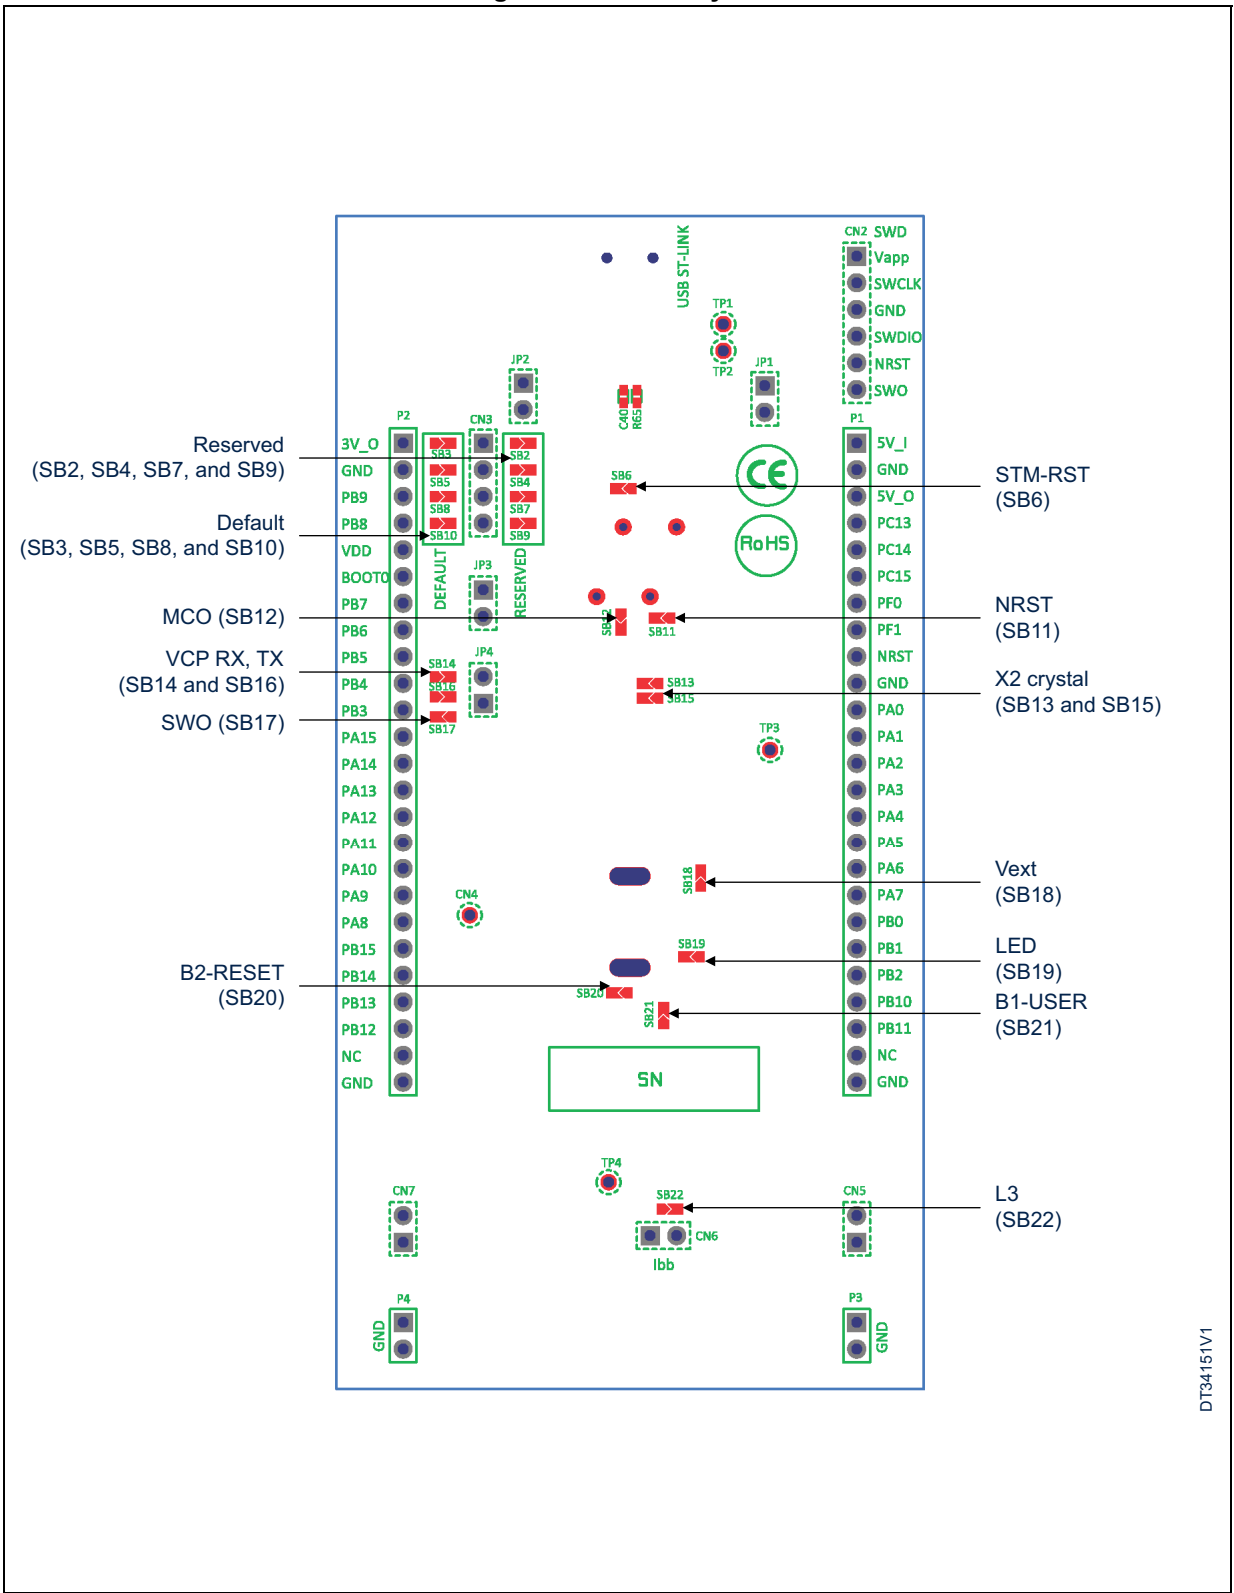 USB ST-LINK
CN2 SWD
Vapp
SWCLK
GND
SWDIO
NRST
SWO
TP1
TP2
JP2
JP1
C40
R65
P2
CN3
P1
Reserved
(SB2, SB4, SB7, and SB9)
Default
(SB3, SB5, SB8, and SB10)
MCO (SB12)
VCP RX, TX
(SB14 and SB16)
SWO (SB17)
B2-RESET
(SB20)
3V_O
GND
PB9
PB8
VDD
BOOT0
PB7
PB6
PB5
PB4
PB3
PA15
PA14
PA13
PA12
PA11
PA10
PA9
PA8
PB15
PB14
PB13
PB12
NC
GND
SB3
SB5
SB8
SB10
DEFAULT
SB2
SB4
SB7
SB9
RESERVED
JP3
JP4
SB14
SB16
SB17
SB6
CE
RoHS
SB12
SB11
SB13
SB15
TP3
SB18
CN4
SB19
SB20
SB21
SN
5V_I
GND
5V_O
PC13
PC14
PC15
PF0
PF1
NRST
GND
PA0
PA1
PA2
PA3
PA4
PA5
PA6
PA7
PB0
PB1
PB2
PB10
PB11
NC
GND
STM-RST
(SB6)
NRST
(SB11)
X2 crystal
(SB13 and SB15)
Vext
(SB18)
LED
(SB19)
B1-USER
(SB21)
L3
(SB22)
TP4
SB22
CN7
CN5
CN6
Ibb
P4
GND
P3
GND
DT34151V1